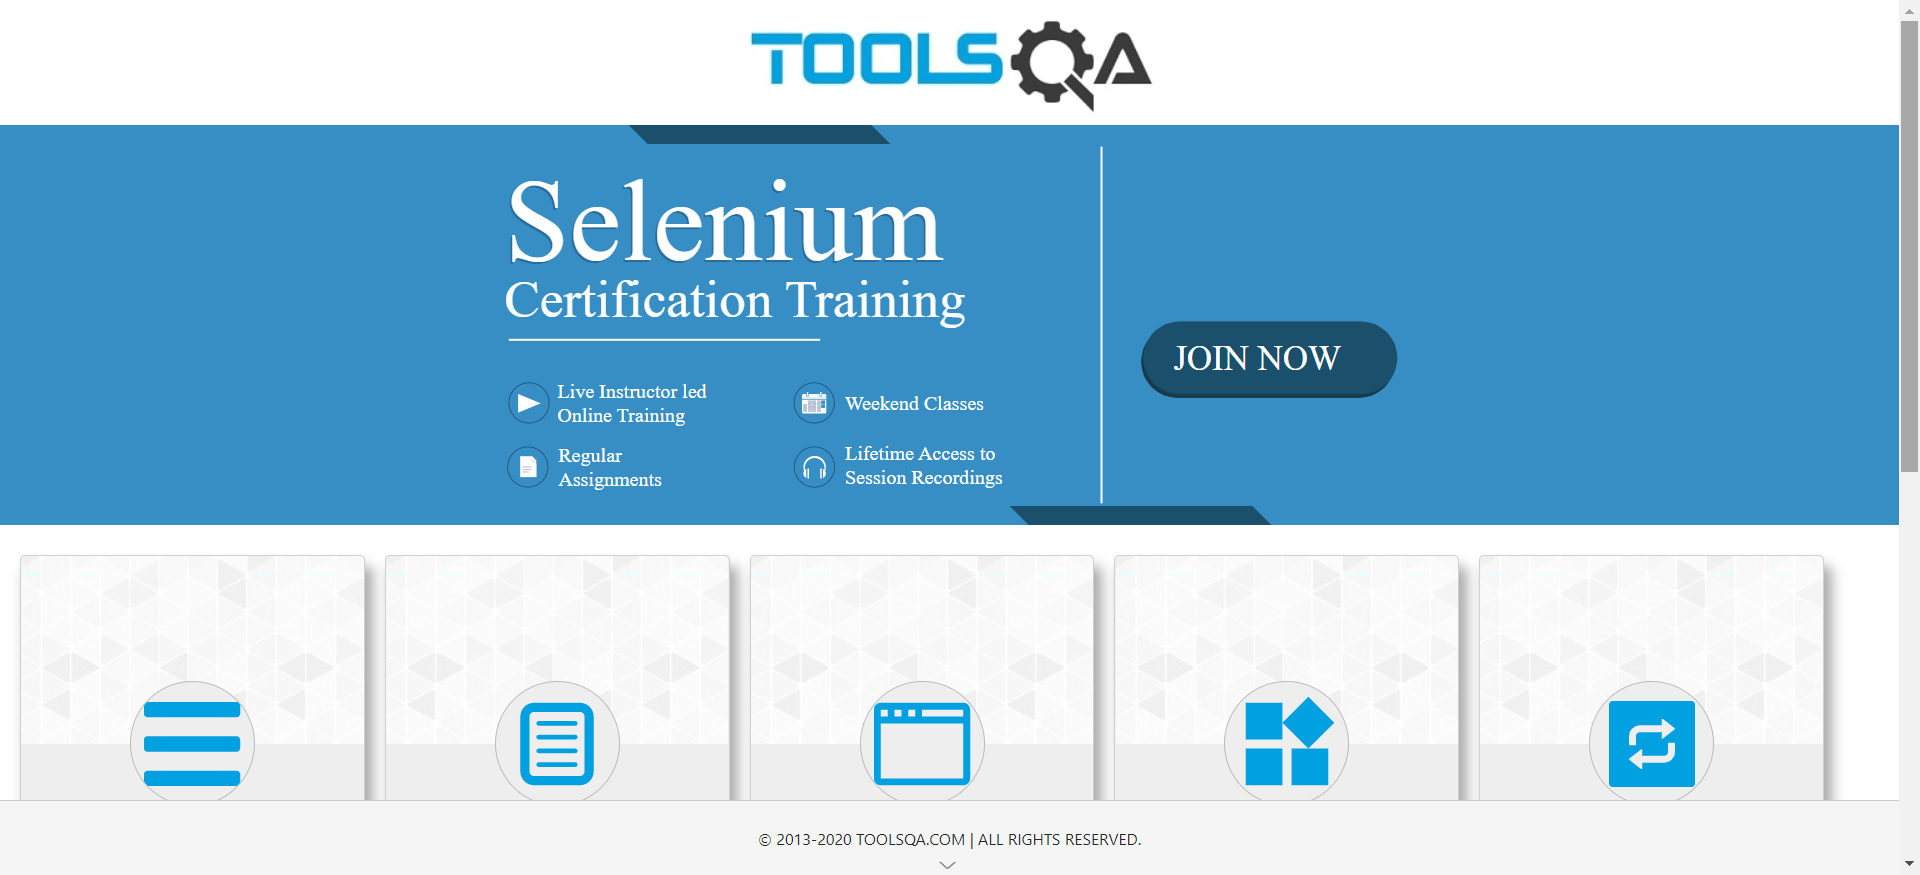 TOOLSQA
Selenium
Certification Training
JOIN NOW
Live Instructor led
Online Training
Weekend Classes
Regular
Assignments
Lifetime Access to
Session Recordings
© 2013-2020 TOOLSQA.COM | ALL RIGHTS RESERVED.